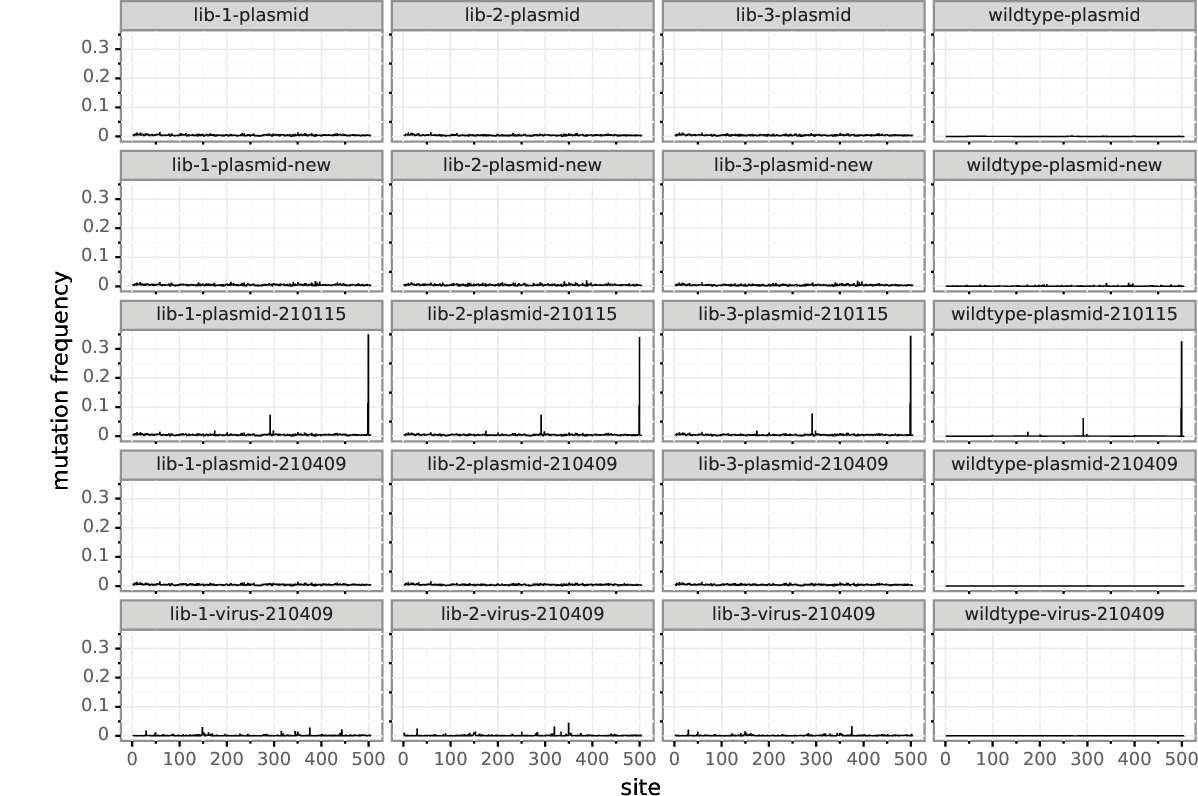 lib-1-plasmid lib-2-plasmid lib-3-plasmid wildtype-plasmid
0.3
0.2
0.1
0
lib-1-plasmid-new lib-2-plasmid-new lib-3-plasmid-new wildtype-plasmid-new
0.3
0.2
0.1
0
mutation frequency
lib-1-plasmid-210115 lib-2-plasmid-210115 lib-3-plasmid-210115 wildtype-plasmid-210115
0.3
0.2
0.1
0
lib-1-plasmid-210409 lib-2-plasmid-210409 lib-3-plasmid-210409 wildtype-plasmid-210409
0.3
0.2
0.1
0
lib-1-virus-210409 lib-2-virus-210409 lib-3-virus-210409 wildtype-virus-210409
0.3
0.2
0.1
0
0 100 200 300 400 500 0 100 200 300 400 500 0 100 200 300 400 500 0 100 200 300 400 500
site